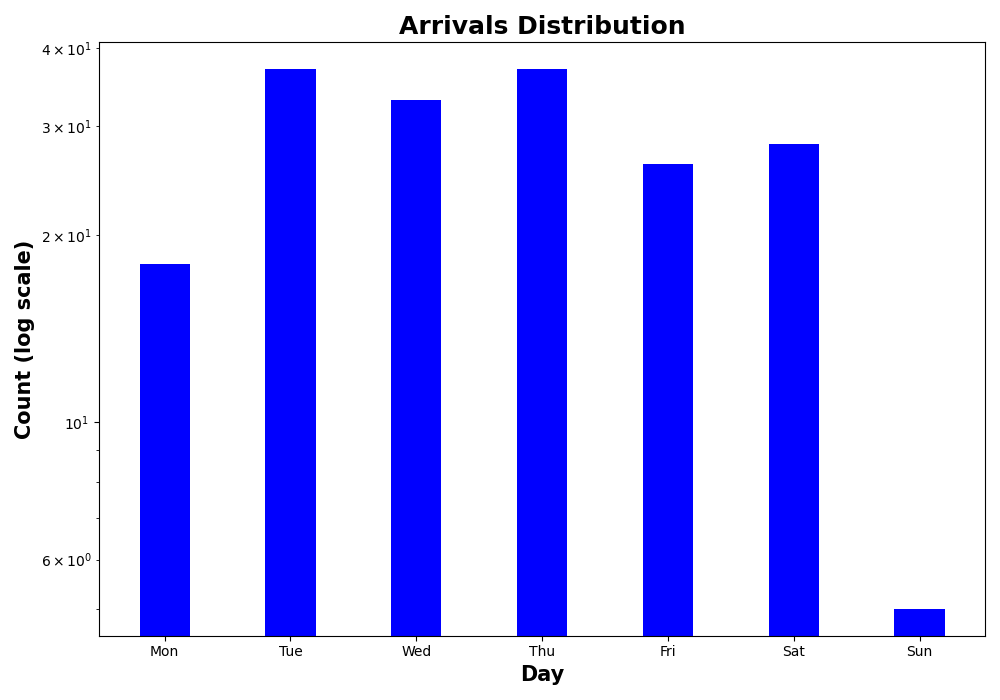 Arrivals Distribution
4 × 10¹
3 × 10¹
2 × 10¹
10¹
6 × 10⁰
Count (log scale)
Mon Tue Wed Thu Fri Sat Sun
Day